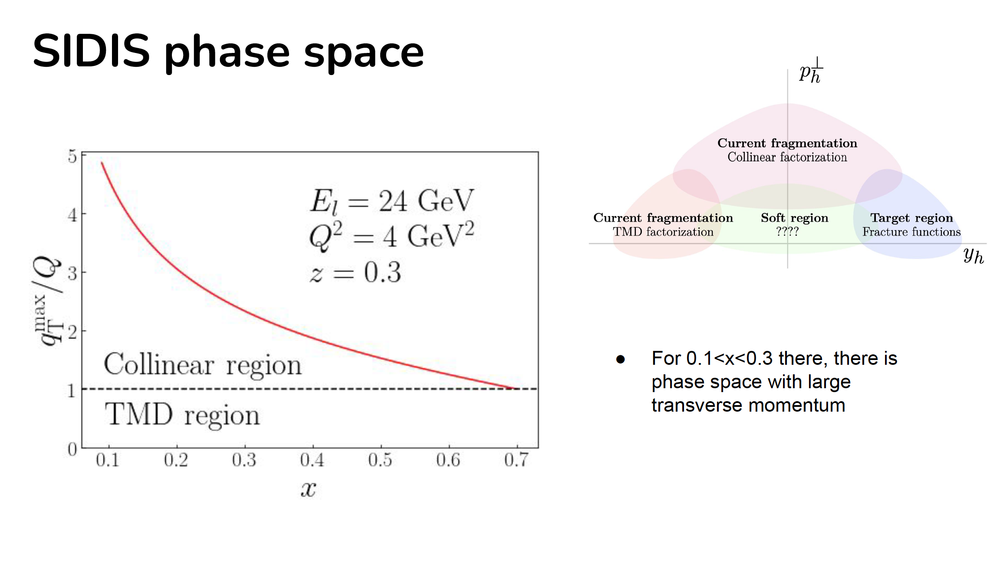 SIDIS phase space
5
4
3
2
1
0
q_T^max/Q
E_l = 24 GeV
Q² = 4 GeV²
z = 0.3
Collinear region
TMD region
0.1 0.2 0.3 0.4 0.5 0.6 0.7
x
p_h^⊥
Current fragmentation
Collinear factorization
Current fragmentation
TMD factorization
Soft region
????
Target region
Fracture functions
y_h
● For 0.1<x<0.3 there, there is
phase space with large
transverse momentum